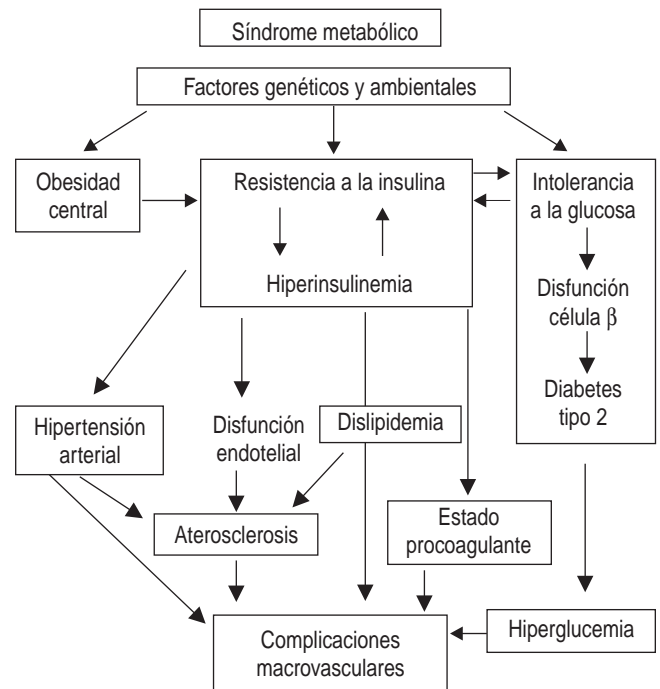 Síndrome metabólico
Factores genéticos y ambientales
Obesidad
central
Resistencia a la insulina
Hiperinsulinemia
Intolerancia
a la glucosa
Disfunción
célula β
Diabetes
tipo 2
Hipertensión
arterial
Disfunción
endotelial
Dislipidemia
Aterosclerosis
Estado
procoagulante
Complicaciones
macrovasculares
Hiperglucemia